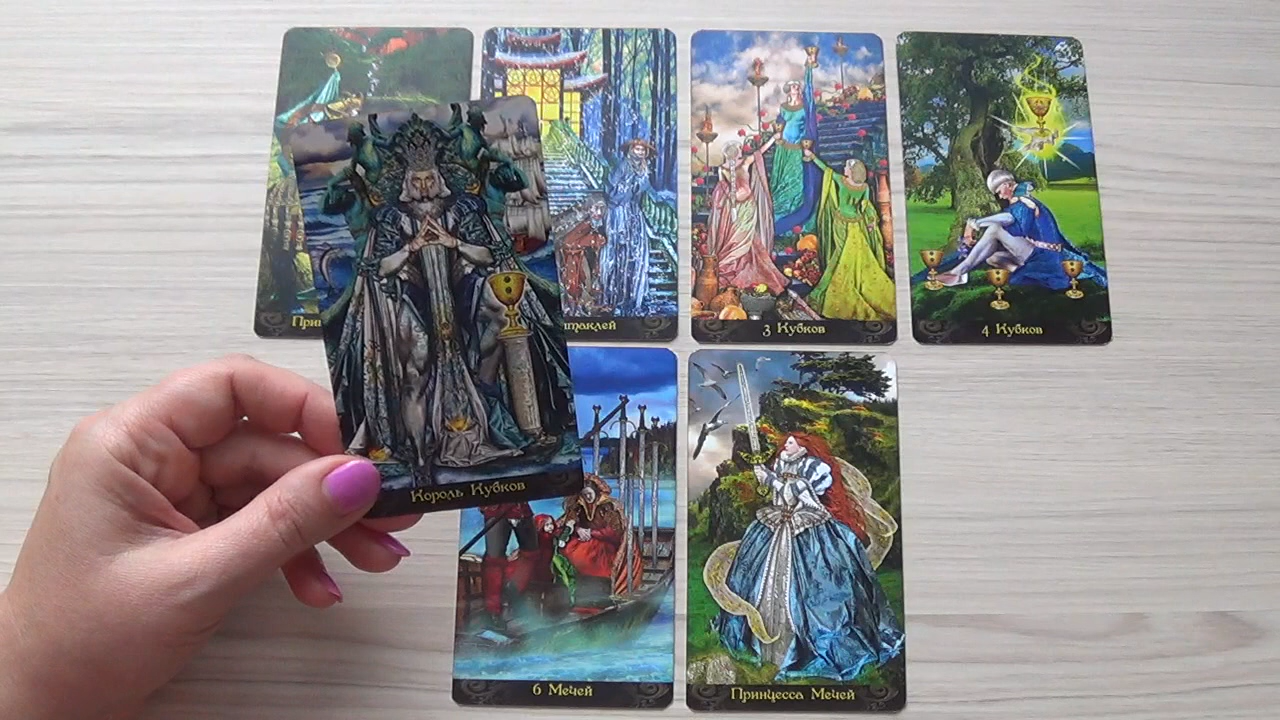 3 Кубков
4 Кубков
Король Кубков
6 Мечей
Принцесса Мечей